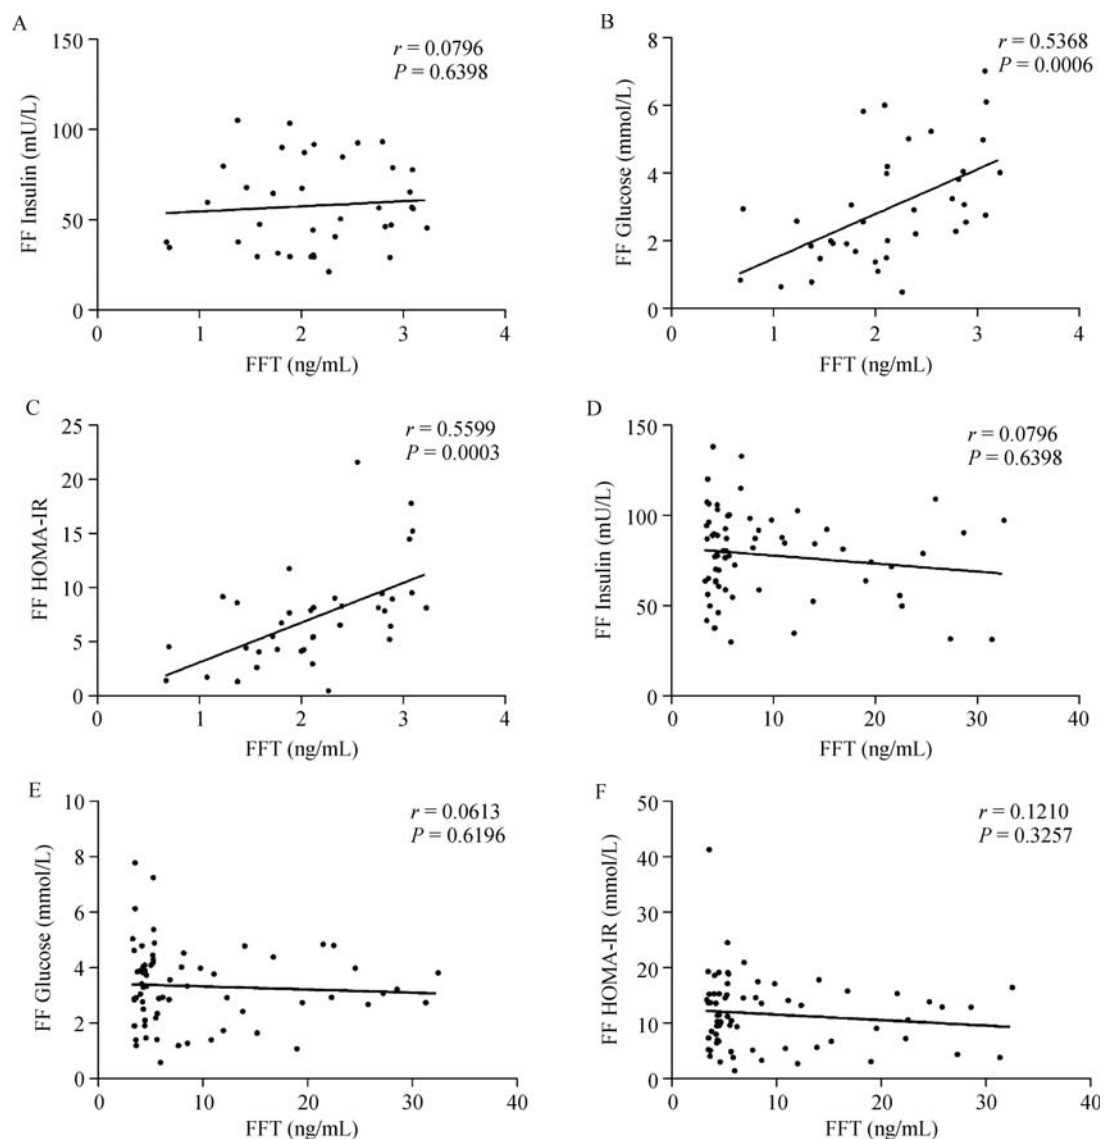 A
r = 0.0796
P = 0.6398
150
100
50
0
FF Insulin (mU/L)
0 1 2 3 4
FFT (ng/mL)
B
r = 0.5368
P = 0.0006
8
6
4
2
0
FF Glucose (mmol/L)
0 1 2 3 4
FFT (ng/mL)
C
r = 0.5599
P = 0.0003
25
20
15
10
5
0
FF HOMA-IR
0 1 2 3 4
FFT (ng/mL)
D
r = 0.0796
P = 0.6398
150
100
50
0
FF Insulin (mU/L)
0 10 20 30 40
FFT (ng/mL)
E
r = 0.0613
P = 0.6196
10
8
6
4
2
0
FF Glucose (mmol/L)
0 10 20 30 40
FFT (ng/mL)
F
r = 0.1210
P = 0.3257
50
40
30
20
10
0
FF HOMA-IR (mmol/L)
0 10 20 30 40
FFT (ng/mL)